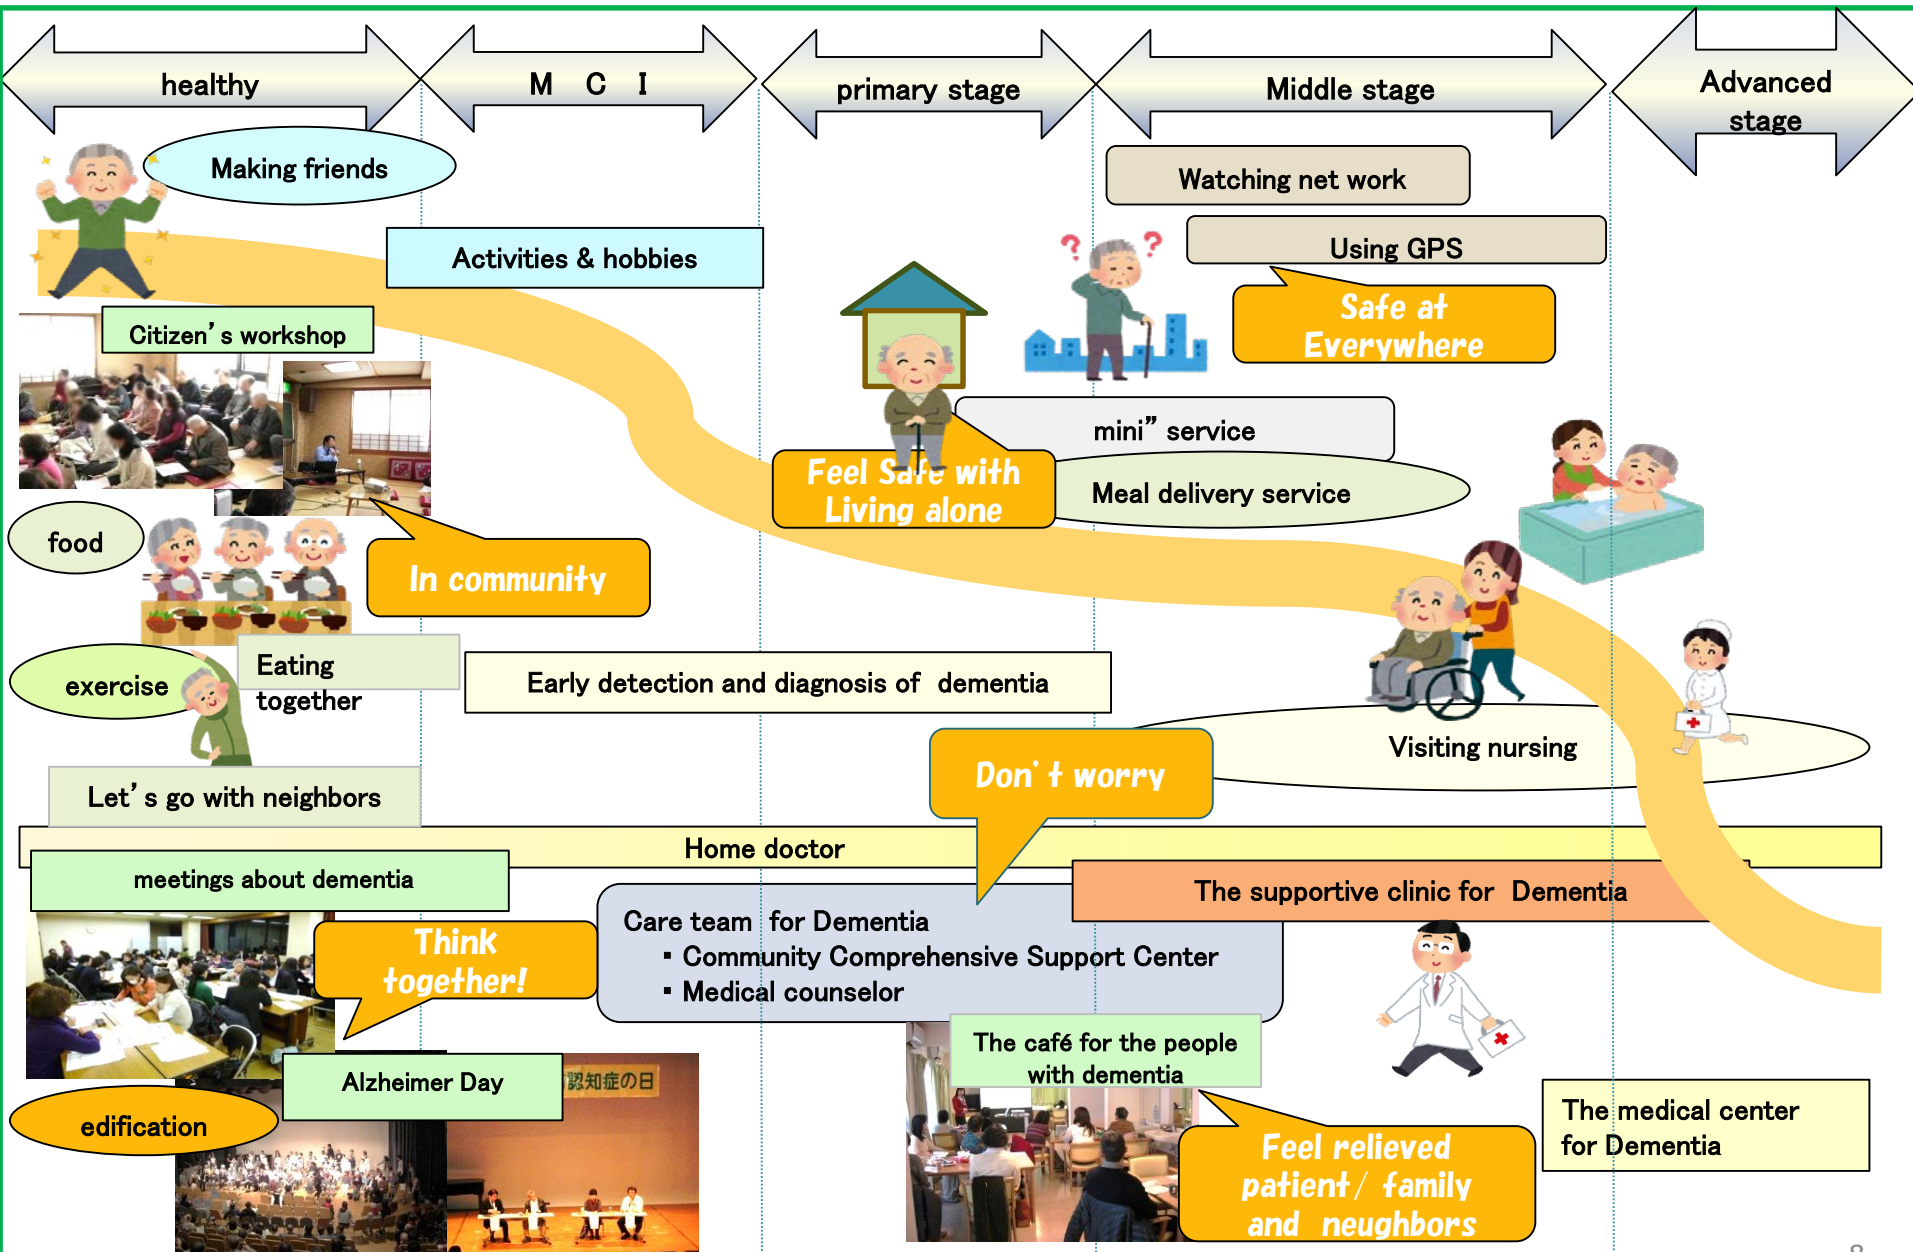 healthy
M C I
primary stage
Middle stage
Advanced
stage
Making friends
Watching net work
Activities & hobbies
Using GPS
Safe at
Everywhere
Citizen's workshop
mini” service
Feel Safe with
Living alone
Meal delivery service
food
In community
Eating
together
exercise
Early detection and diagnosis of dementia
Visiting nursing
Don't worry
Let's go with neighbors
Home doctor
meetings about dementia
The supportive clinic for Dementia
Care team for Dementia
▪ Community Comprehensive Support Center
▪ Medical counselor
Think
together!
The café for the people
with dementia
Alzheimer Day
認知症の日
edification
The medical center
for Dementia
Feel relieved
patient/ family
and neughbors